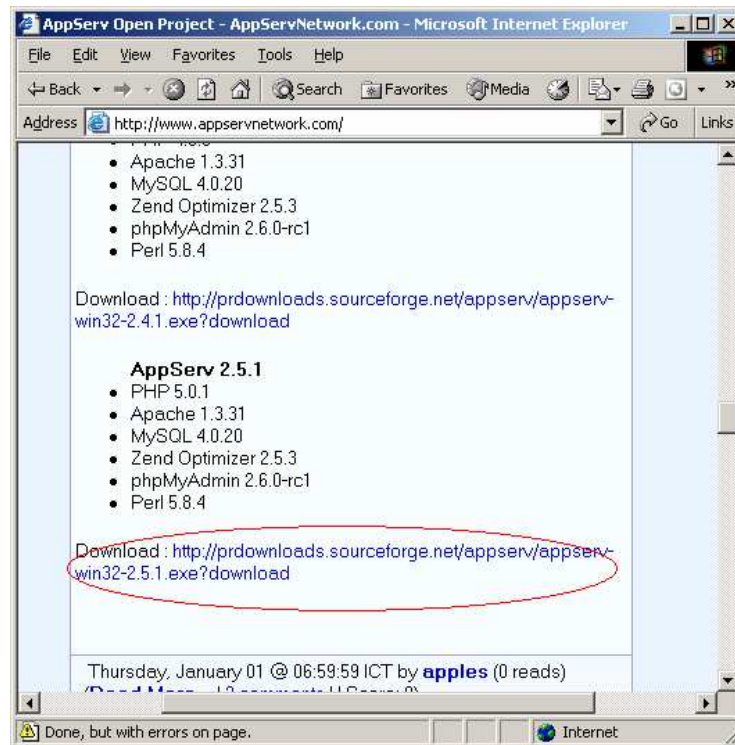 AppServ Open Project - AppServNetwork.com - Microsoft Internet Explorer
File Edit View Favorites Tools Help
Back Search Favorites Media
Address http://www.appservnetwork.com/ Go Links
Apache 1.3.31
MySQL 4.0.20
Zend Optimizer 2.5.3
phpMyAdmin 2.6.0-rc1
Perl 5.8.4
Download : http://prdownloads.sourceforge.net/appserv/appserv-
win32-2.4.1.exe?download
AppServ 2.5.1
PHP 5.0.1
Apache 1.3.31
MySQL 4.0.20
Zend Optimizer 2.5.3
phpMyAdmin 2.6.0-rc1
Perl 5.8.4
Download : http://prdownloads.sourceforge.net/appserv/appserv-
win32-2.5.1.exe?download
Thursday, January 01 @ 06:59:59 ICT by apples (0 reads)
Done, but with errors on page. Internet